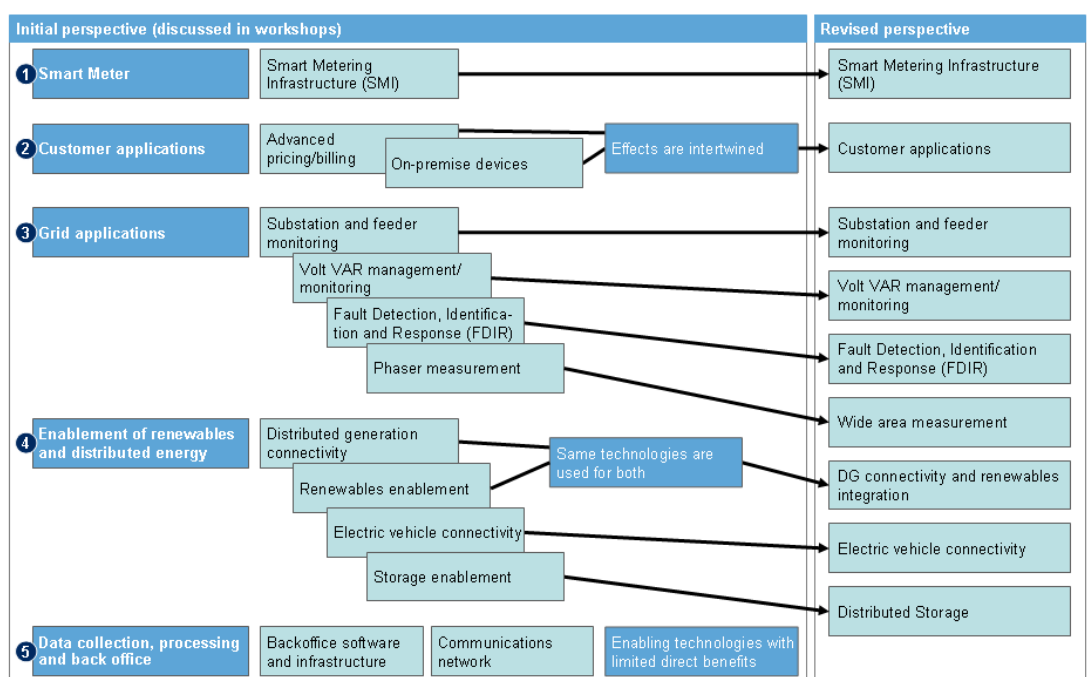 Initial perspective (discussed in workshops)
Revised perspective
1
Smart Meter
Smart Metering
Infrastructure (SMI)
Smart Metering Infrastructure
(SMI)
2
Customer applications
Advanced
pricing/billing
On-premise devices
Effects are intertwined
Customer applications
3
Grid applications
Substation and feeder
monitoring
Substation and feeder
monitoring
Volt VAR management/
monitoring
Volt VAR management/
monitoring
Fault Detection, Identifica-
tion and Response (FDIR)
Fault Detection, Identification
and Response (FDIR)
Phaser measurement
Wide area measurement
4
Enablement of renewables
and distributed energy
Distributed generation
connectivity
Renewables enablement
Same technologies are
used for both
DG connectivity and renewables
integration
Electric vehicle connectivity
Electric vehicle connectivity
Storage enablement
Distributed Storage
5
Data collection, processing
and back office
Backoffice software
and infrastructure
Communications
network
Enabling technologies with
limited direct benefits